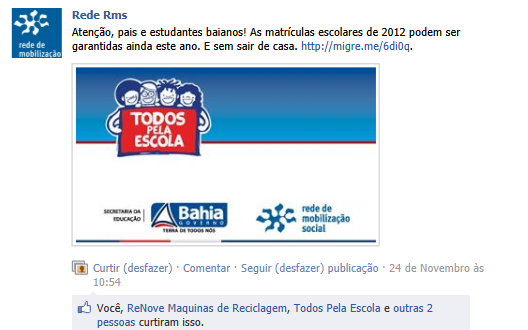 Rede Rms
rede de
mobilização
Atenção, pais e estudantes baianos! As matrículas escolares de 2012 podem ser
garantidas ainda este ano. E sem sair de casa. http://migre.me/6di0q.
TODOS
PELA
ESCOLA
SECRETARIA DA
EDUCAÇÃO
Bahia
GOVERNO
TERRA DE TODOS NÓS
rede de
mobilização
social
Curtir (desfazer) · Comentar · Seguir (desfazer) publicação · 24 de Novembro às
10:54
Você, ReNove Maquinas de Reciclagem, Todos Pela Escola e outras 2
pessoas curtiram isso.